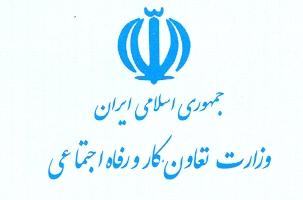 جمهوری اسلامی ایران
وزارت تعاون کار و رفاه اجتماعی